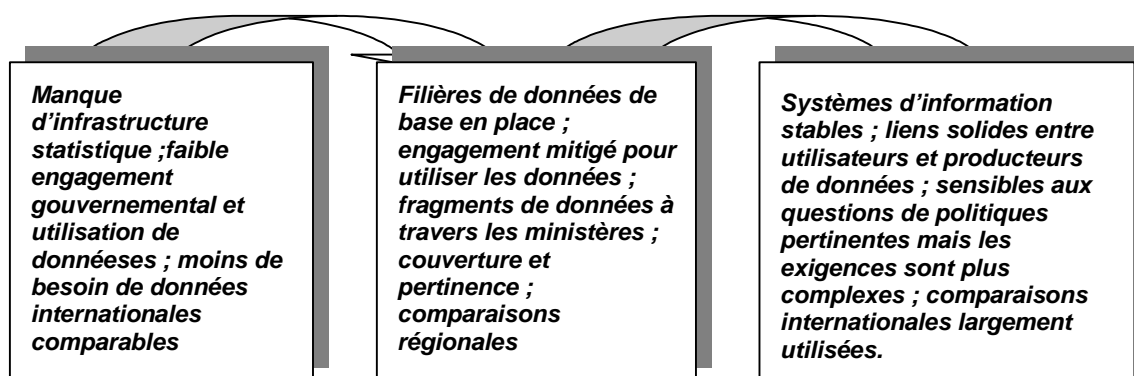 Manque
d’infrastructure
statistique ;faible
engagement
gouvernemental et
utilisation de
donnéeses ; moins de
besoin de données
internationales
comparables
Filières de données de
base en place ;
engagement mitigé pour
utiliser les données ;
fragments de données à
travers les ministères ;
couverture et
pertinence ;
comparaisons
régionales
Systèmes d’information
stables ; liens solides entre
utilisateurs et producteurs
de données ; sensibles aux
questions de politiques
pertinentes mais les
exigences sont plus
complexes ; comparaisons
internationales largement
utilisées.